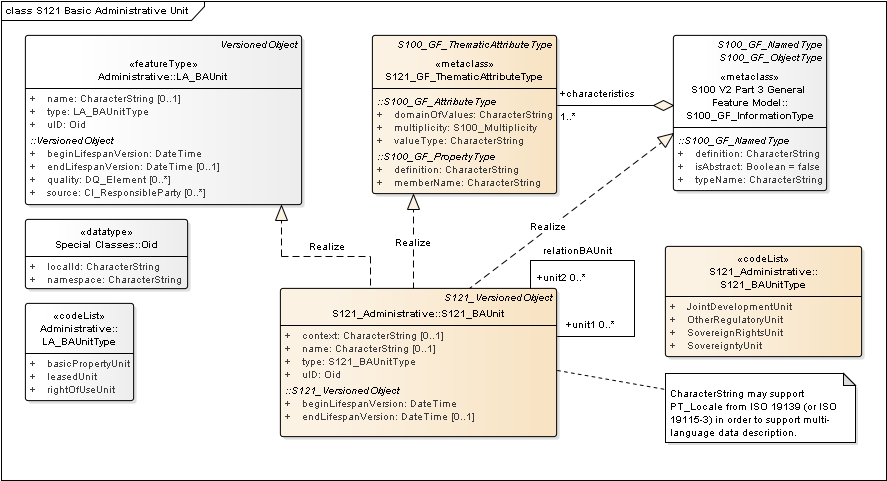 class S121 Basic Administrative Unit
VersionedObject
«featureType»
Administrative::LA_BAUnit
+ name: CharacterString [0..1]
+ type: LA_BAUnitType
+ uID: Oid
::VersionedObject
+ beginLifespanVersion: DateTime
+ endLifespanVersion: DateTime [0..1]
+ quality: DQ_Element [0..*]
+ source: CI_ResponsibleParty [0..*]
S100_GF_ThematicAttributeType
«metaclass»
S121_GF_ThematicAttributeType
::S100_GF_AttributeType
+ domainOfValues: CharacterString
+ multiplicity: S100_Multiplicity
+ valueType: CharacterString
::S100_GF_PropertyType
+ definition: CharacterString
+ memberName: CharacterString
+characteristics
1..*
S100_GF_NamedType
S100_GF_ObjectType
«metaclass»
S100 V2 Part 3 General
Feature Model::
S100_GF_InformationType
::S100_GF_NamedType
+ definition: CharacterString
+ isAbstract: Boolean = false
+ typeName: CharacterString
«datatype»
Special Classes::Oid
+ localId: CharacterString
+ namespace: CharacterString
Realize
Realize
Realize
relationBAUnit
+unit2 0..*
+unit1 0..*
«codeList»
Administrative::
LA_BAUnitType
+ basicPropertyUnit
+ leasedUnit
+ rightOfUseUnit
S121_VersionedObject
S121_Administrative::S121_BAUnit
+ context: CharacterString [0..1]
+ name: CharacterString [0..1]
+ type: S121_BAUnitType
+ uID: Oid
::S121_VersionedObject
+ beginLifespanVersion: DateTime
+ endLifespanVersion: DateTime [0..1]
«codeList»
S121_Administrative::
S121_BAUnitType
+ JointDevelopmentUnit
+ OtherRegulatoryUnit
+ SovereignRightsUnit
+ SovereigntyUnit
CharacterString may support
PT_Locale from ISO 19139 (or ISO
19115-3) in order to support multi-
language data description.